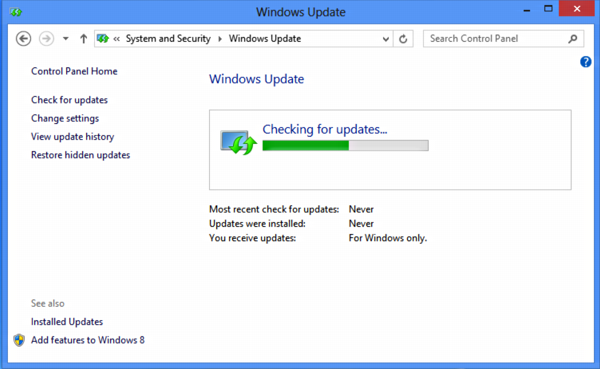 Windows Update
« System and Security Windows Update
Search Control Panel
Control Panel Home
Check for updates
Change settings
View update history
Restore hidden updates
Windows Update
Checking for updates...
Most recent check for updates: Never
Updates were installed: Never
You receive updates: For Windows only.
See also
Installed Updates
Add features to Windows 8